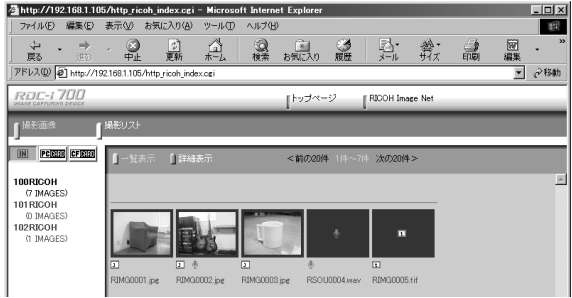 http://192.168.1.105/http_ricoh_index.cgi - Microsoft Internet Explorer
ファイル(F) 編集(E) 表示(V) お気に入り(A) ツール(T) ヘルプ(H)
戻る 進む 中止 更新 ホーム 検索 お気に入り 履歴 メール サイズ 印刷 編集 »
アドレス(D) http://192.168.1.105/http_ricoh_index.cgi 移動
RDC-i700
IMAGE CAPTURING DEVICE
トップページ RICOH Image Net
撮影画像 撮影リスト
IN PC CARD CF CARD
一覧表示 詳細表示 <前の20件 1件~7件 次の20件>
100RICOH
(7 IMAGES)
101RICOH
(0 IMAGES)
102RICOH
(1 IMAGES)
RIMG0001.jpg RIMG0002.jpg RIMG0003.jpg RSOU0004.wav RIMG0005.tif